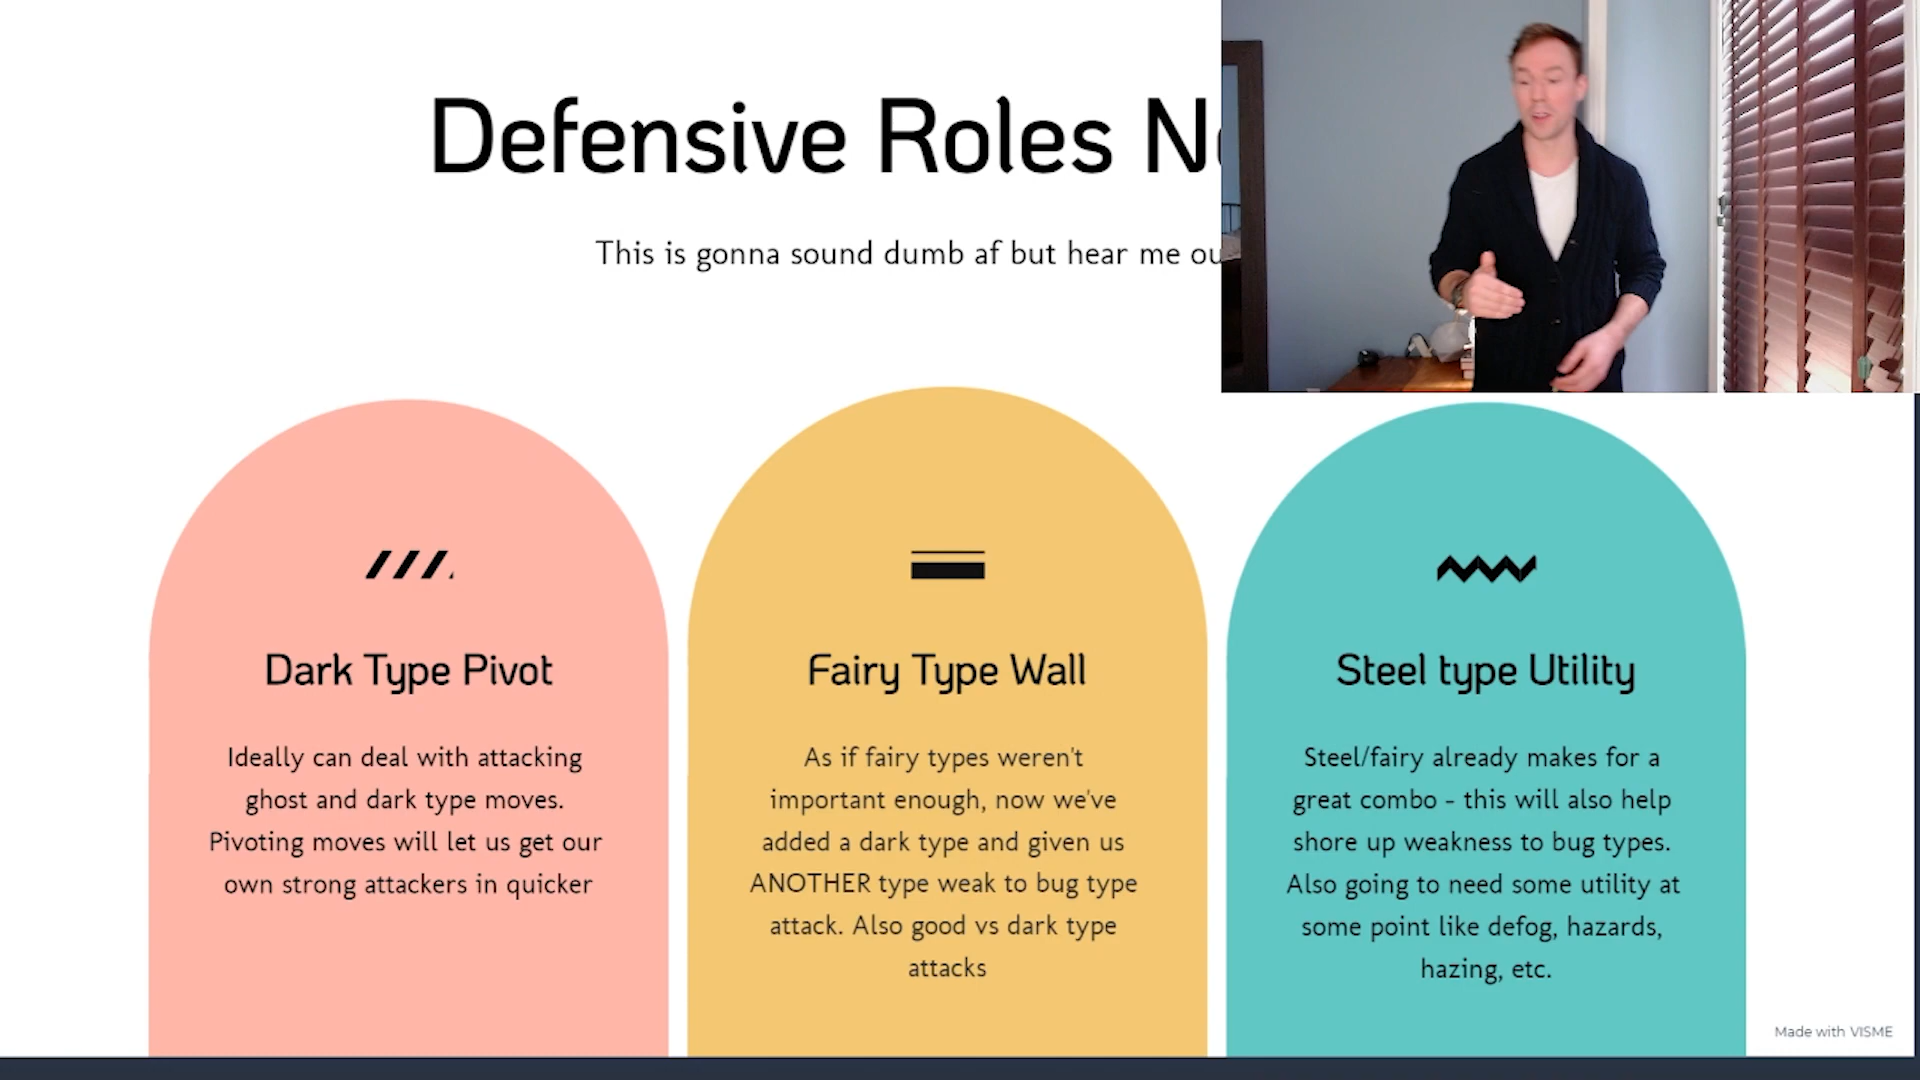 Defensive Roles
This is gonna sound dumb af but hear me
Dark Type Pivot
Ideally can deal with attacking
ghost and dark type moves.
Pivoting moves will let us get our
own strong attackers in quicker
Fairy Type Wall
As if fairy types weren't
important enough, now we've
added a dark type and given us
ANOTHER type weak to bug type
attack. Also good vs dark type
attacks
Steel type Utility
Steel/fairy already makes for a
great combo - this will also help
shore up weakness to bug types.
Also going to need some utility at
some point like defog, hazards,
hazing, etc.
Made with VISME